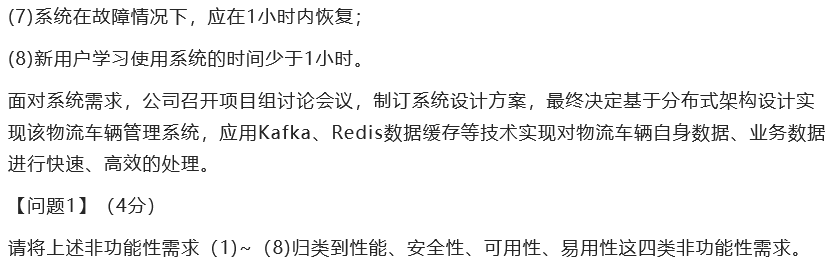 (7)系统在故障情况下，应在1小时内恢复；
(8)新用户学习使用系统的时间少于1小时。
面对系统需求，公司召开项目组讨论会议，制订系统设计方案，最终决定基于分布式架构设计实
现该物流车辆管理系统，应用Kafka、Redis数据缓存等技术实现对物流车辆自身数据、业务数据
进行快速、高效的处理。
【问题1】（4分）
请将上述非功能性需求（1)~（8)归类到性能、安全性、可用性、易用性这四类非功能性需求。